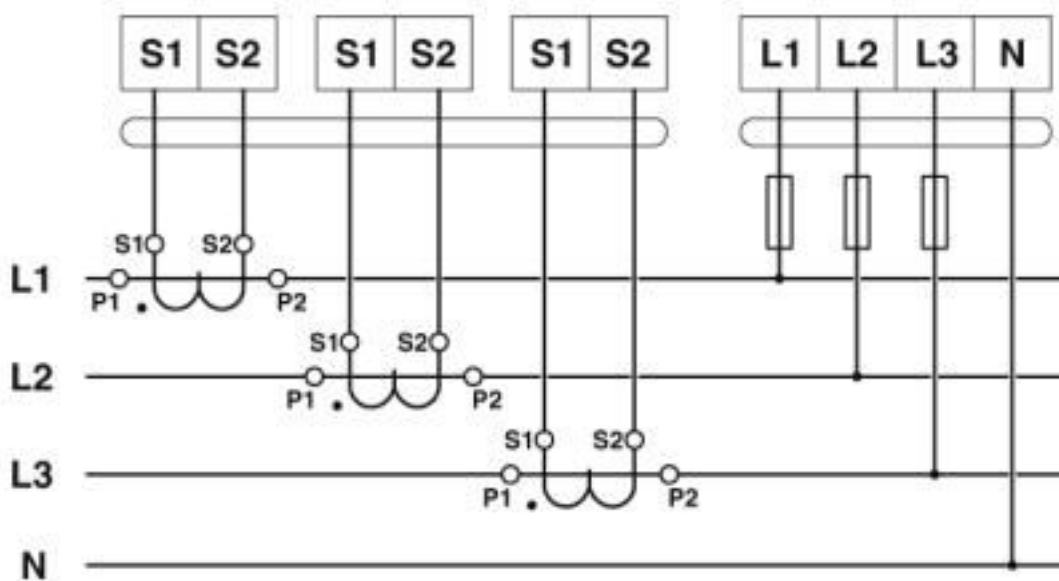 S1 S2 S1 S2 S1 S2 L1 L2 L3 N
S1 S2
L1
P1 P2
S1 S2
L2
P1 P2
S1 S2
L3
P1 P2
N